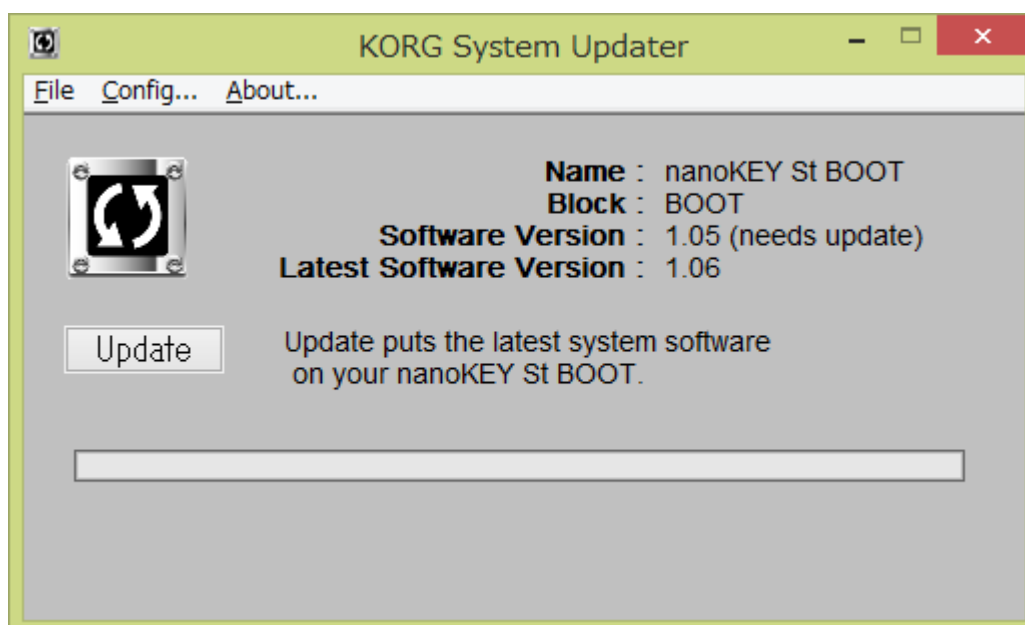 KORG System Updater
File Config... About...
Name : nanoKEY St BOOT
Block : BOOT
Software Version : 1.05 (needs update)
Latest Software Version : 1.06
Update
Update puts the latest system software
on your nanoKEY St BOOT.